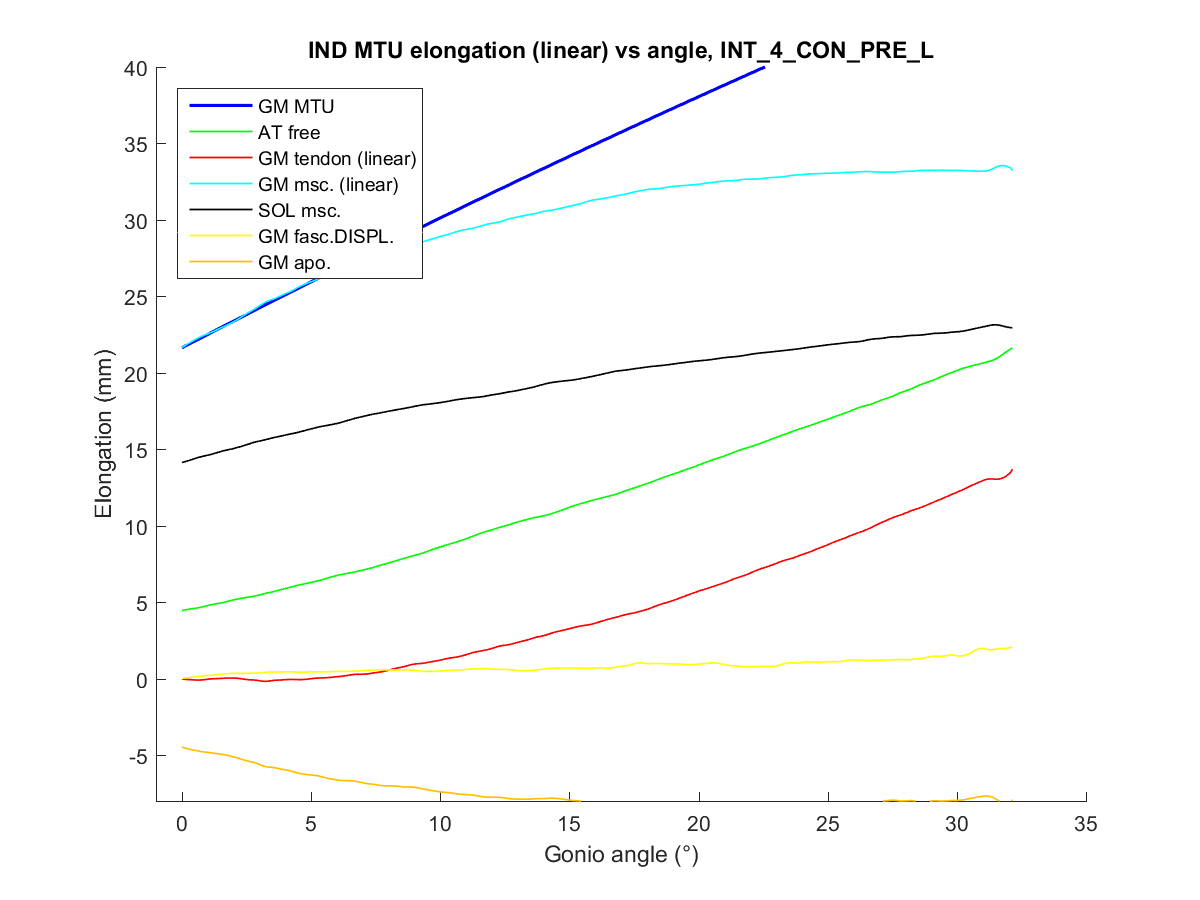 IND MTU elongation (linear) vs angle, INT_4_CON_PRE_L
GM MTU
AT free
GM tendon (linear)
GM msc. (linear)
SOL msc.
GM fasc.DISPL.
GM apo.
Elongation (mm)
40
35
30
25
20
15
10
5
0
-5
0 5 10 15 20 25 30 35
Gonio angle (°)